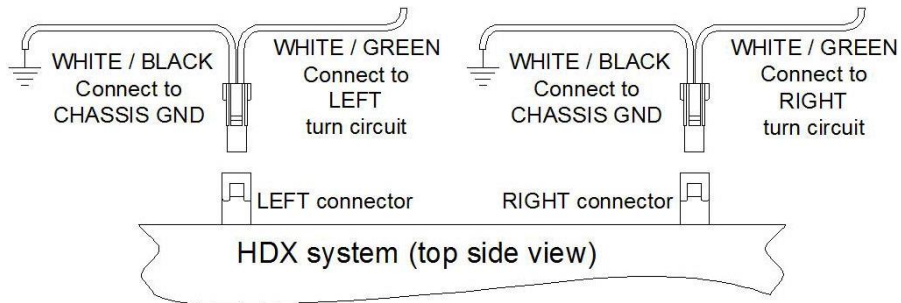 WHITE / BLACK
Connect to
CHASSIS GND
WHITE / GREEN
Connect to
LEFT
turn circuit
WHITE / BLACK
Connect to
CHASSIS GND
WHITE / GREEN
Connect to
RIGHT
turn circuit
LEFT connector
RIGHT connector
HDX system (top side view)